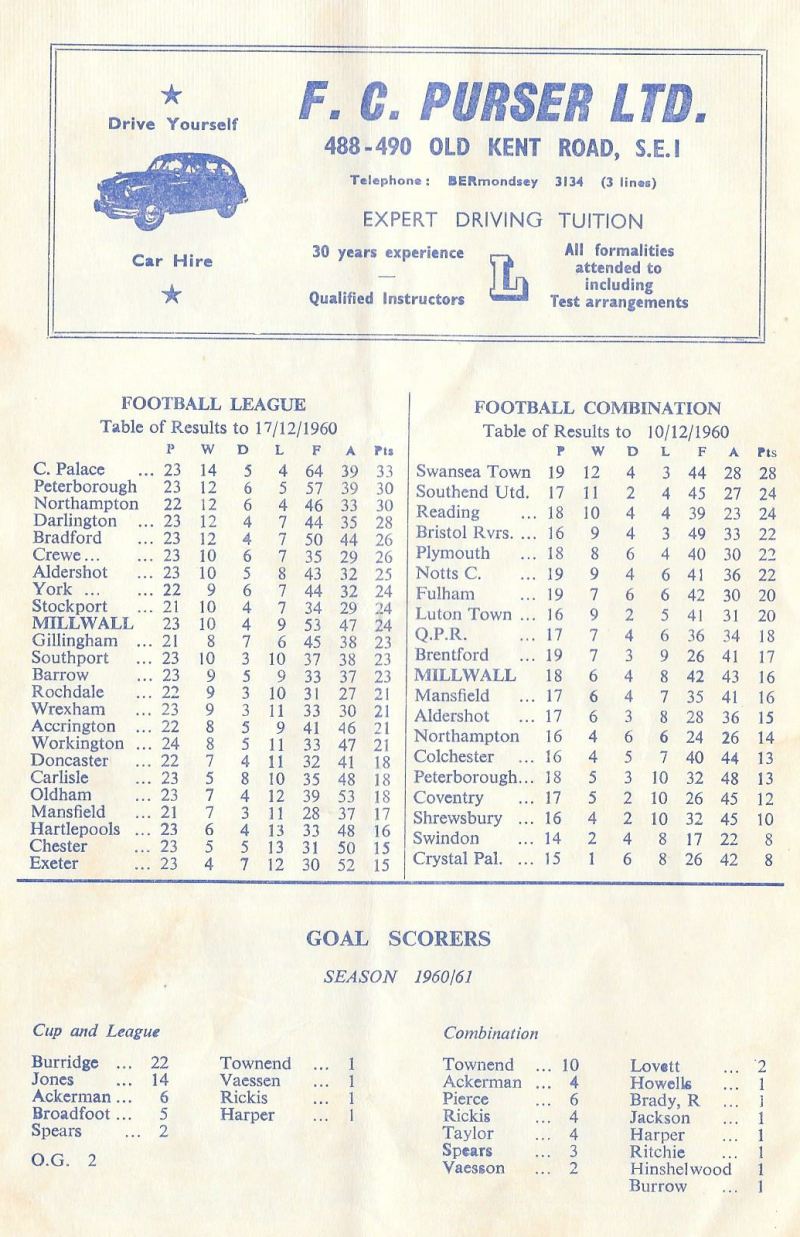 Drive Yourself
Car Hire
F. C. PURSER LTD.
488-490 OLD KENT ROAD, S.E.1
Telephone: BERmondsey 3134 (3 lines)
EXPERT DRIVING TUITION
30 years experience
Qualified Instructors
L
All formalities
attended to
including
Test arrangements
FOOTBALL LEAGUE
Table of Results to 17/12/1960
P W D L F A Pts
C. Palace ... 23 14 5 4 64 39 33
Peterborough 23 12 6 5 57 39 30
Northampton 22 12 6 4 46 33 30
Darlington ... 23 12 4 7 44 35 28
Bradford ... 23 12 4 7 50 44 26
Crewe... ... 23 10 6 7 35 29 26
Aldershot ... 23 10 5 8 43 32 25
York ... ... 22 9 6 7 44 32 24
Stockport ... 21 10 4 7 34 29 24
MILLWALL 23 10 4 9 53 47 24
Gillingham ... 21 8 7 6 45 38 23
Southport ... 23 10 3 10 37 38 23
Barrow ... 23 9 5 9 33 37 23
Rochdale ... 22 9 3 10 31 27 21
Wrexham ... 23 9 3 11 33 30 21
Accrington ... 22 8 5 9 41 46 21
Workington ... 24 8 5 11 33 47 21
Doncaster ... 22 7 4 11 32 41 18
Carlisle ... 23 5 8 10 35 48 18
Oldham ... 23 7 4 12 39 53 18
Mansfield ... 21 7 3 11 28 37 17
Hartlepools ... 23 6 4 13 33 48 16
Chester ... 23 5 5 13 31 50 15
Exeter ... 23 4 7 12 30 52 15
FOOTBALL COMBINATION
Table of Results to 10/12/1960
P W D L F A Pts
Swansea Town 19 12 4 3 44 28 28
Southend Utd. 17 11 2 4 45 27 24
Reading ... 18 10 4 4 39 23 24
Bristol Rvrs. ... 16 9 4 3 49 33 22
Plymouth ... 18 8 6 4 40 30 22
Notts C. ... 19 9 4 6 41 36 22
Fulham ... 19 7 6 6 42 30 20
Luton Town ... 16 9 2 5 41 31 20
Q.P.R. ... 17 7 4 6 36 34 18
Brentford ... 19 7 3 9 26 41 17
MILLWALL 18 6 4 8 42 43 16
Mansfield ... 17 6 4 7 35 41 16
Aldershot ... 17 6 3 8 28 36 15
Northampton 16 4 6 6 24 26 14
Colchester ... 16 4 5 7 40 44 13
Peterborough... 18 5 3 10 32 48 13
Coventry ... 17 5 2 10 26 45 12
Shrewsbury ... 16 4 2 10 32 45 10
Swindon ... 14 2 4 8 17 22 8
Crystal Pal. ... 15 1 6 8 26 42 8
GOAL SCORERS
SEASON 1960/61
Cup and League
Burridge ... 22
Jones ... 14
Ackerman ... 6
Broadfoot ... 5
Spears ... 2
O.G. 2
Townend ... 1
Vaessen ... 1
Rickis ... 1
Harper ... 1
Combination
Townend ... 10
Ackerman ... 4
Pierce ... 6
Rickis ... 4
Taylor ... 4
Spears ... 3
Vaesson ... 2
Lovett ... 2
Howells ... 1
Brady, R ... 1
Jackson ... 1
Harper ... 1
Ritchie ... 1
Hinshelwood 1
Burrow ... 1